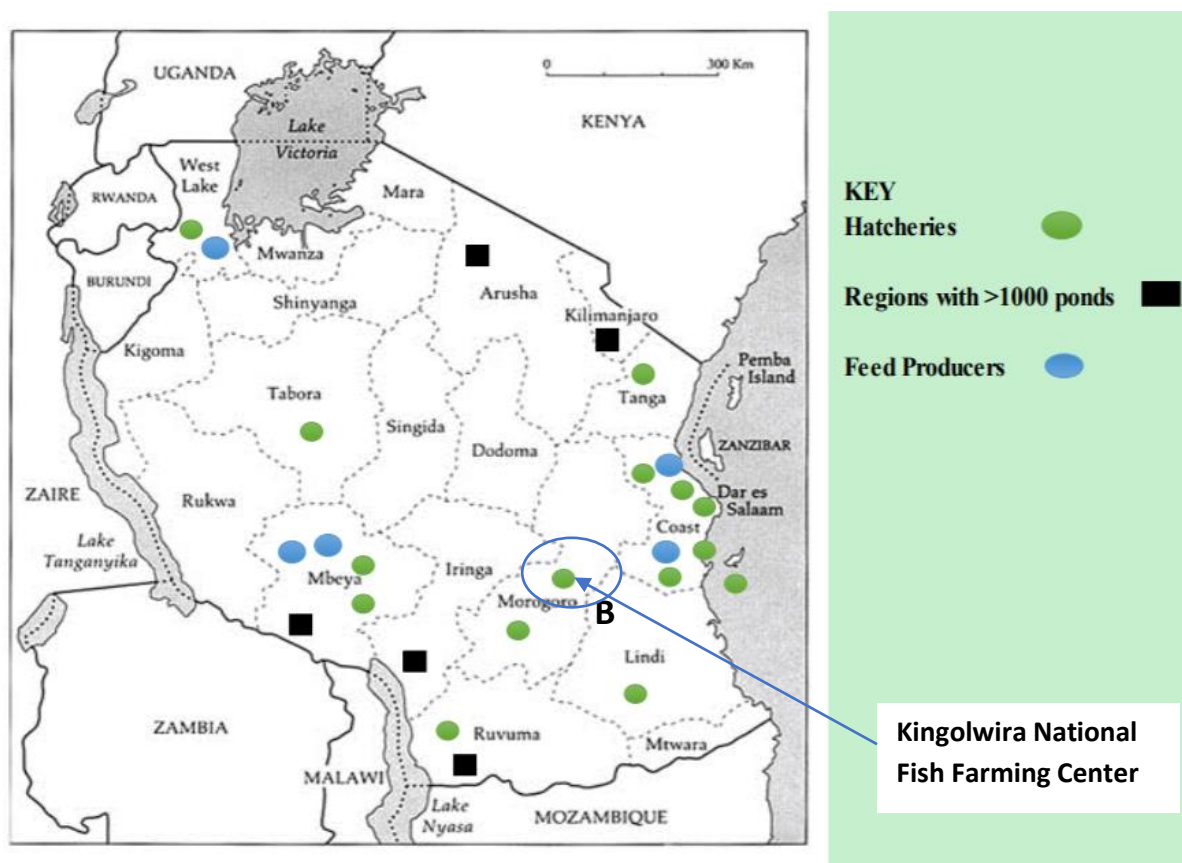 UGANDA
0
300 Km
KENYA
Lake
Victoria
West
Lake
RWANDA
Mara
BURUNDI
Mwanza
Shinyanga
Arusha
Kilimanjaro
Kigoma
Pemba
Island
Tabora
Tanga
Singida
Dodoma
ZANZIBAR
ZAIRE
Rukwa
Dar es
Salaam
Coast
Lake
Tanganyika
Mbeya
Iringa
Morogoro
B
Lindi
ZAMBIA
Ruvuma
Mtwara
MALAWI
Lake
Nyasa
MOZAMBIQUE
KEY
Hatcheries
Regions with >1000 ponds
Feed Producers
Kingolwira National
Fish Farming Center